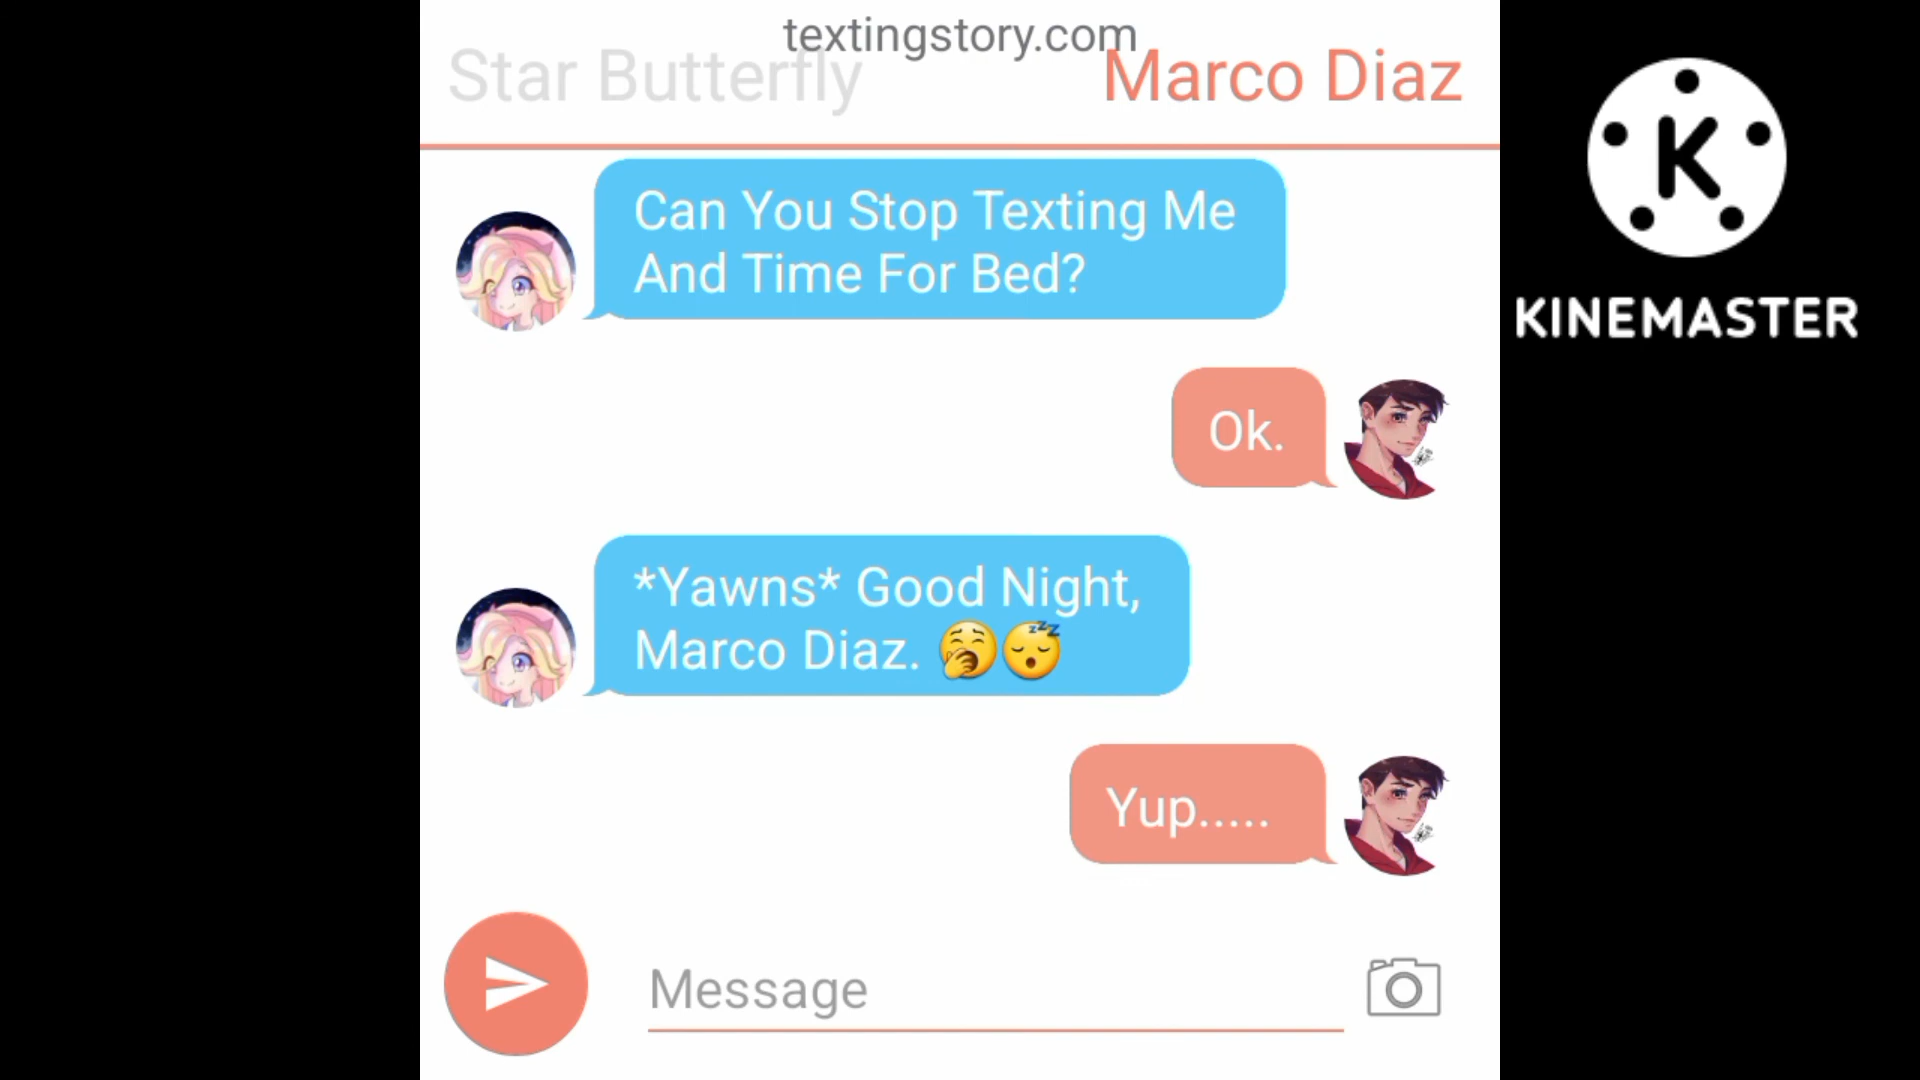 textingstory.com
Star Butterfly
Marco Diaz
Can You Stop Texting Me
And Time For Bed?
Ok.
*Yawns* Good Night,
Marco Diaz. 🥱😴
Yup.....
Message
K
KINEMASTER